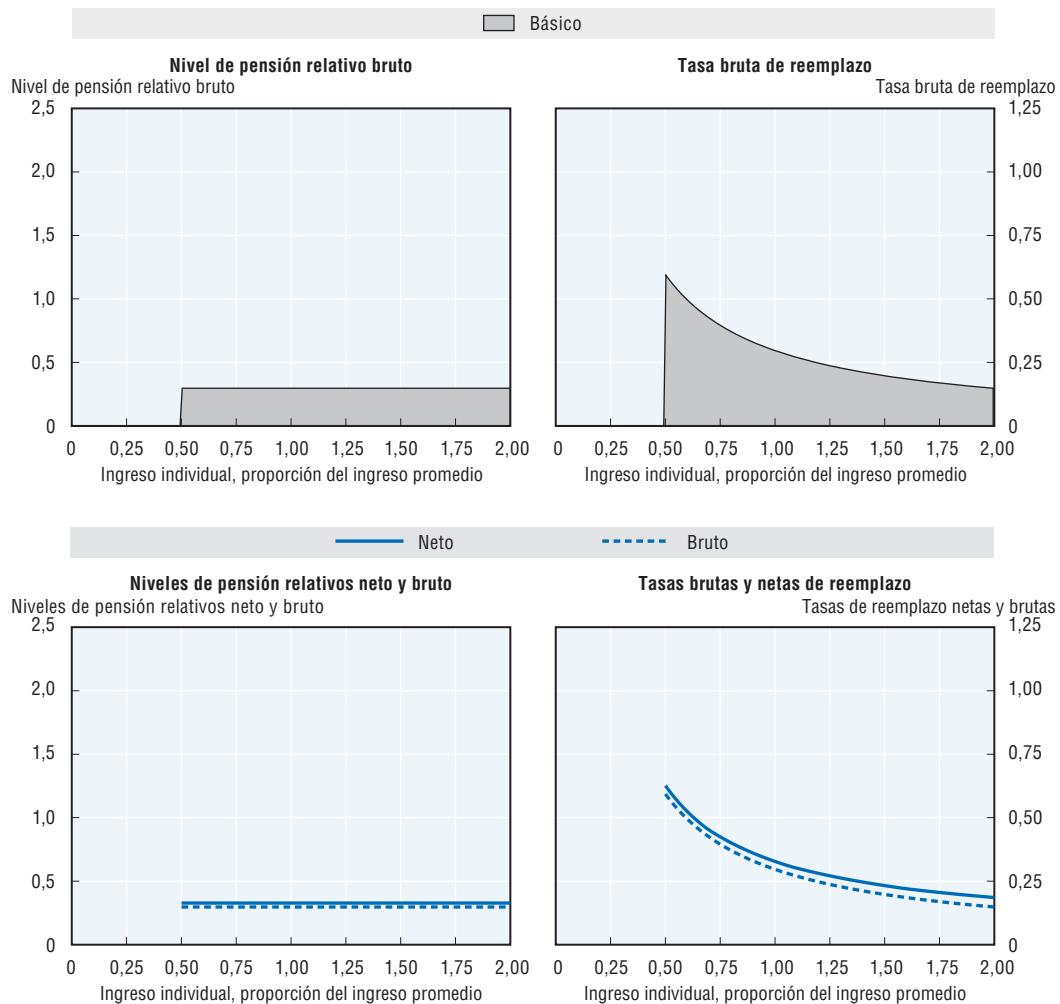 Básico
Nivel de pensión relativo bruto
Nivel de pensión relativo bruto
2,5
2,0
1,5
1,0
0,5
0
0 0,25 0,50 0,75 1,00 1,25 1,50 1,75 2,00
Ingreso individual, proporción del ingreso promedio
Tasa bruta de reemplazo
Tasa bruta de reemplazo
1,25
1,00
0,75
0,50
0,25
0
0 0,25 0,50 0,75 1,00 1,25 1,50 1,75 2,00
Ingreso individual, proporción del ingreso promedio
Neto Bruto
Niveles de pensión relativos neto y bruto
Niveles de pensión relativos neto y bruto
2,5
2,0
1,5
1,0
0,5
0
0 0,25 0,50 0,75 1,00 1,25 1,50 1,75 2,00
Ingreso individual, proporción del ingreso promedio
Tasas brutas y netas de reemplazo
Tasas de reemplazo netas y brutas
1,25
1,00
0,75
0,50
0,25
0
0 0,25 0,50 0,75 1,00 1,25 1,50 1,75 2,00
Ingreso individual, proporción del ingreso promedio